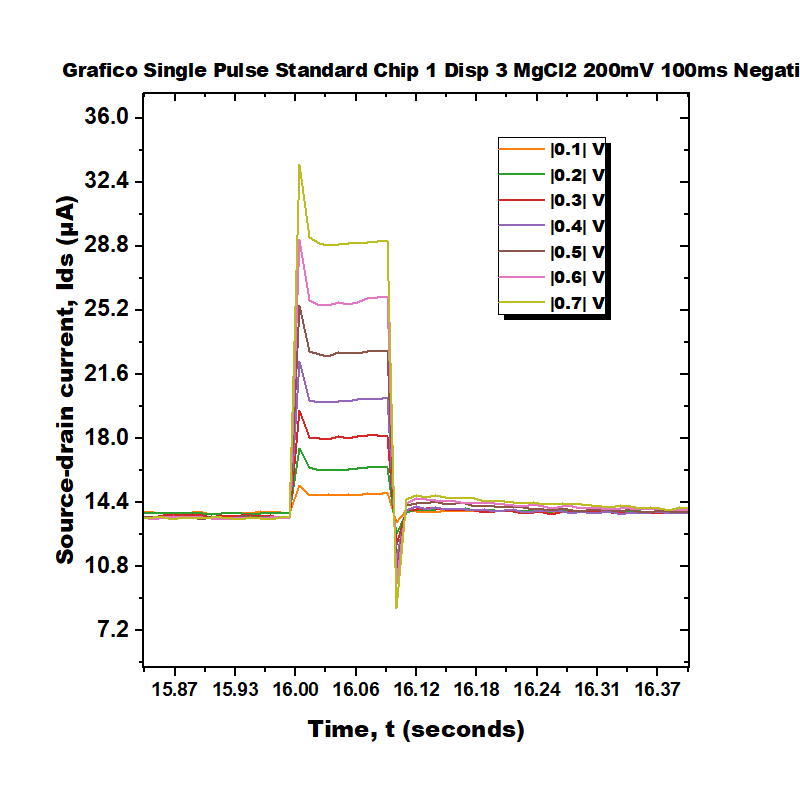 Grafico Single Pulse Standard Chip 1 Disp 3 MgCl2 200mV 100ms Negati
36.0
32.4
28.8
25.2
21.6
18.0
14.4
10.8
7.2
Source-drain current, Ids (µA)
|0.1| V
|0.2| V
|0.3| V
|0.4| V
|0.5| V
|0.6| V
|0.7| V
15.87 15.93 16.00 16.06 16.12 16.18 16.24 16.31 16.37
Time, t (seconds)